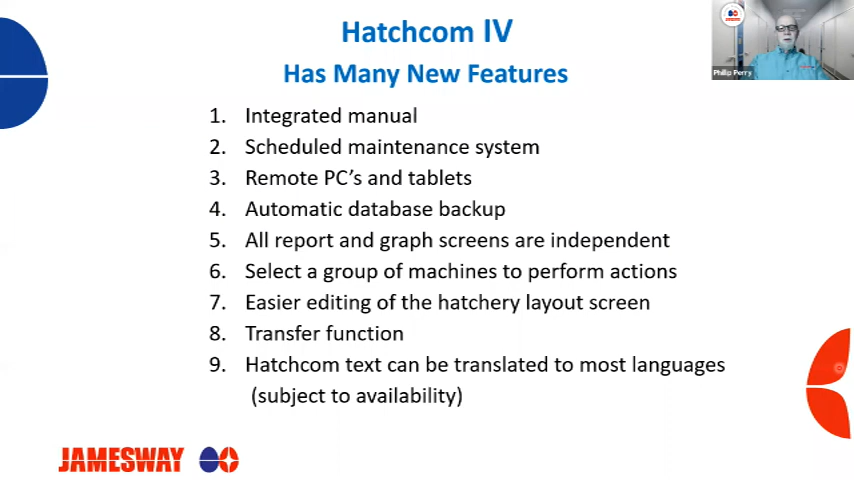 Hatchcom IV
Has Many New Features
Phillip Perry
1. Integrated manual
2. Scheduled maintenance system
3. Remote PC's and tablets
4. Automatic database backup
5. All report and graph screens are independent
6. Select a group of machines to perform actions
7. Easier editing of the hatchery layout screen
8. Transfer function
9. Hatchcom text can be translated to most languages
(subject to availability)
JAMESWAY